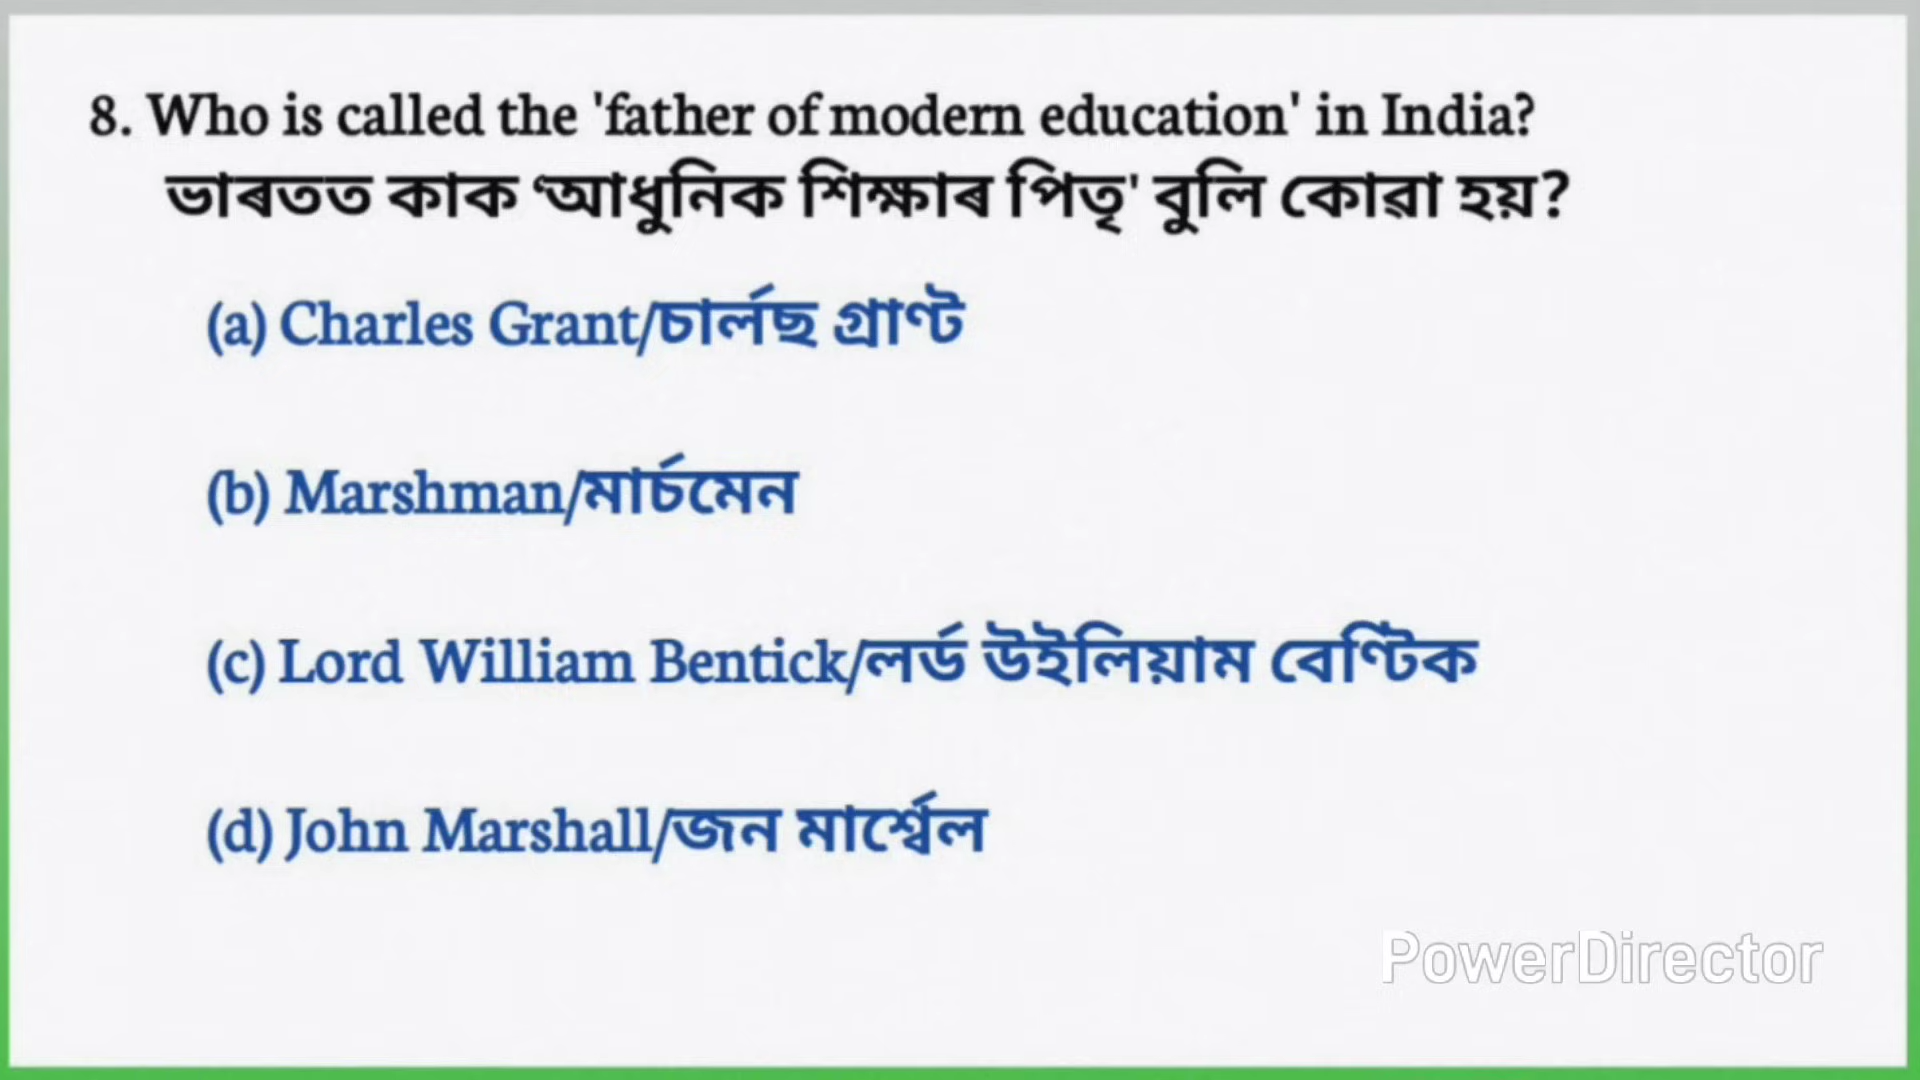 8. Who is called the 'father of modern education' in India?
ভাৰতত কাক ‘আধুনিক শিক্ষাৰ পিতৃ' বুলি কোৱা হয়?
(a) Charles Grant/চাৰ্লছ গ্ৰাণ্ট
(b) Marshman/মাৰ্চমেন
(c) Lord William Bentick/লৰ্ড উইলিয়াম বেণ্টিক
(d) John Marshall/জন মাৰ্শ্বেল
PowerDirector